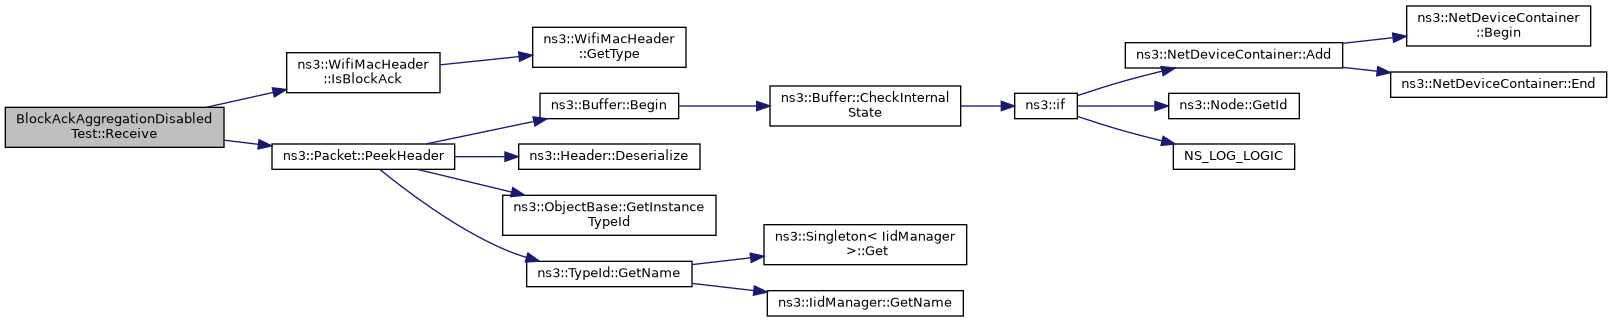 BlockAckAggregationDisabled
Test::Receive
ns3::WifiMacHeader
::IsBlockAck
ns3::WifiMacHeader
::GetType
ns3::Packet::PeekHeader
ns3::Buffer::Begin
ns3::Buffer::CheckInternal
State
ns3::if
ns3::NetDeviceContainer::Add
ns3::NetDeviceContainer
::Begin
ns3::NetDeviceContainer::End
ns3::Node::GetId
NS_LOG_LOGIC
ns3::Header::Deserialize
ns3::ObjectBase::GetInstance
TypeId
ns3::TypeId::GetName
ns3::Singleton< IidManager
>::Get
ns3::IidManager::GetName